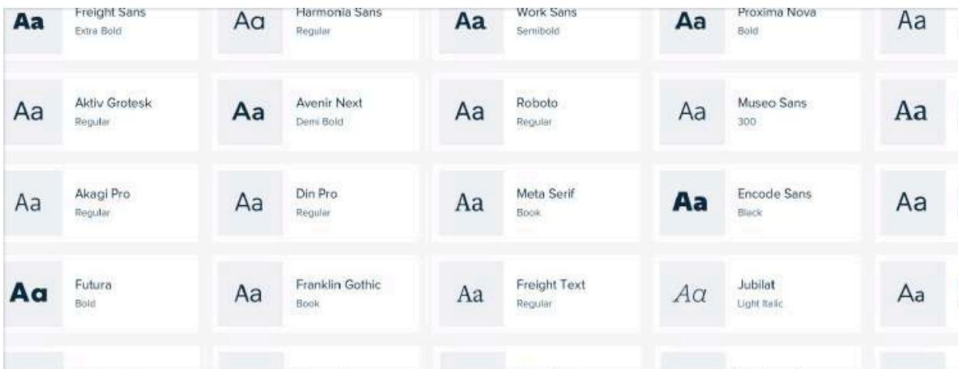 Aa Freight Sans Aa Harmonia Sans Aa Work Sans Aa Proxima Nova Aa
Extra Bold Regular Semibold Bold
Aa Aktiv Grotesk Aa Avenir Next Aa Roboto Aa Museo Sans Aa
Regular Demi Bold Regular 300
Aa Akagi Pro Aa Din Pro Aa Meta Serif Aa Encode Sans Aa
Regular Regular Book Black
Aa Futura Aa Franklin Gothic Aa Freight Text Aa Jubilat Aa
Bold Book Regular Light Italic